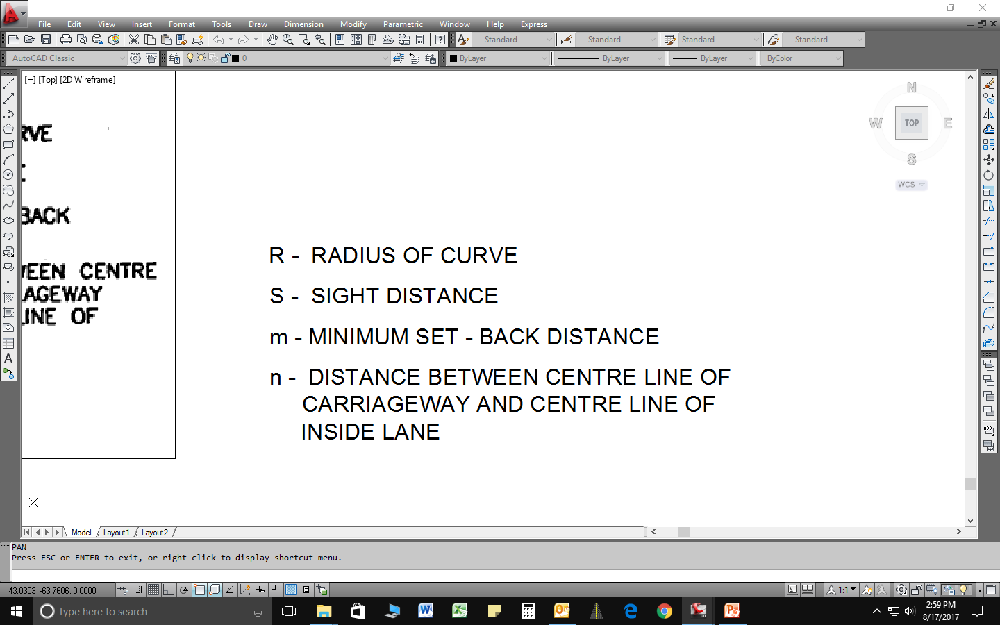 File Edit View Insert Format Tools Draw Dimension Modify Parametric Window Help Express
Standard Standard Standard Standard
AutoCAD Classic 0 ByLayer ByLayer ByLayer ByColor
[−] [Top] [2D Wireframe]
N
W TOP E
S
WCS
BACK
CENTRE
LINE OF
R - RADIUS OF CURVE
S - SIGHT DISTANCE
m - MINIMUM SET - BACK DISTANCE
n - DISTANCE BETWEEN CENTRE LINE OF
CARRIAGEWAY AND CENTRE LINE OF
INSIDE LANE
Model Layout1 Layout2
PAN
Press ESC or ENTER to exit, or right-click to display shortcut menu.
43.0303, -63.7606, 0.0000 1:1
Type here to search
2:59 PM
8/17/2017